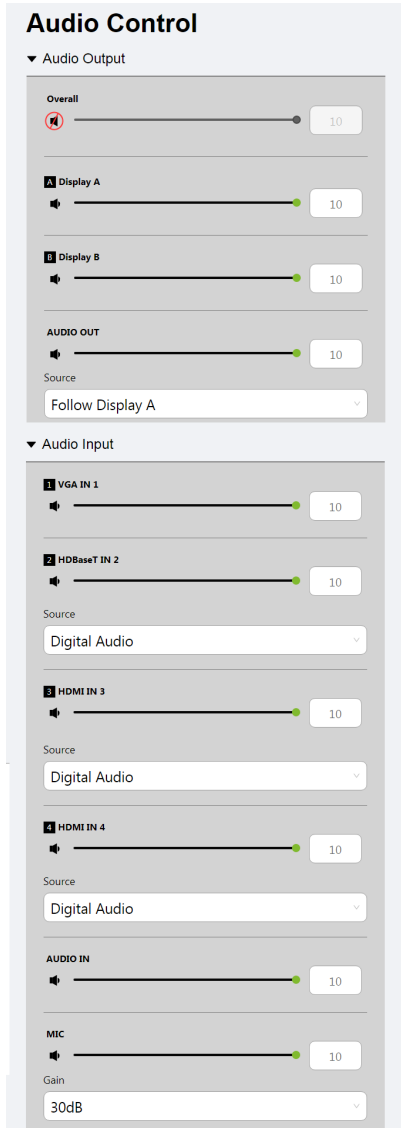 Audio Control
Audio Output
Overall
10
A Display A
10
B Display B
10
AUDIO OUT
10
Source
Follow Display A
Audio Input
1 VGA IN 1
10
2 HDBaseT IN 2
10
Source
Digital Audio
3 HDMI IN 3
10
Source
Digital Audio
4 HDMI IN 4
10
Source
Digital Audio
AUDIO IN
10
MIC
10
Gain
30dB